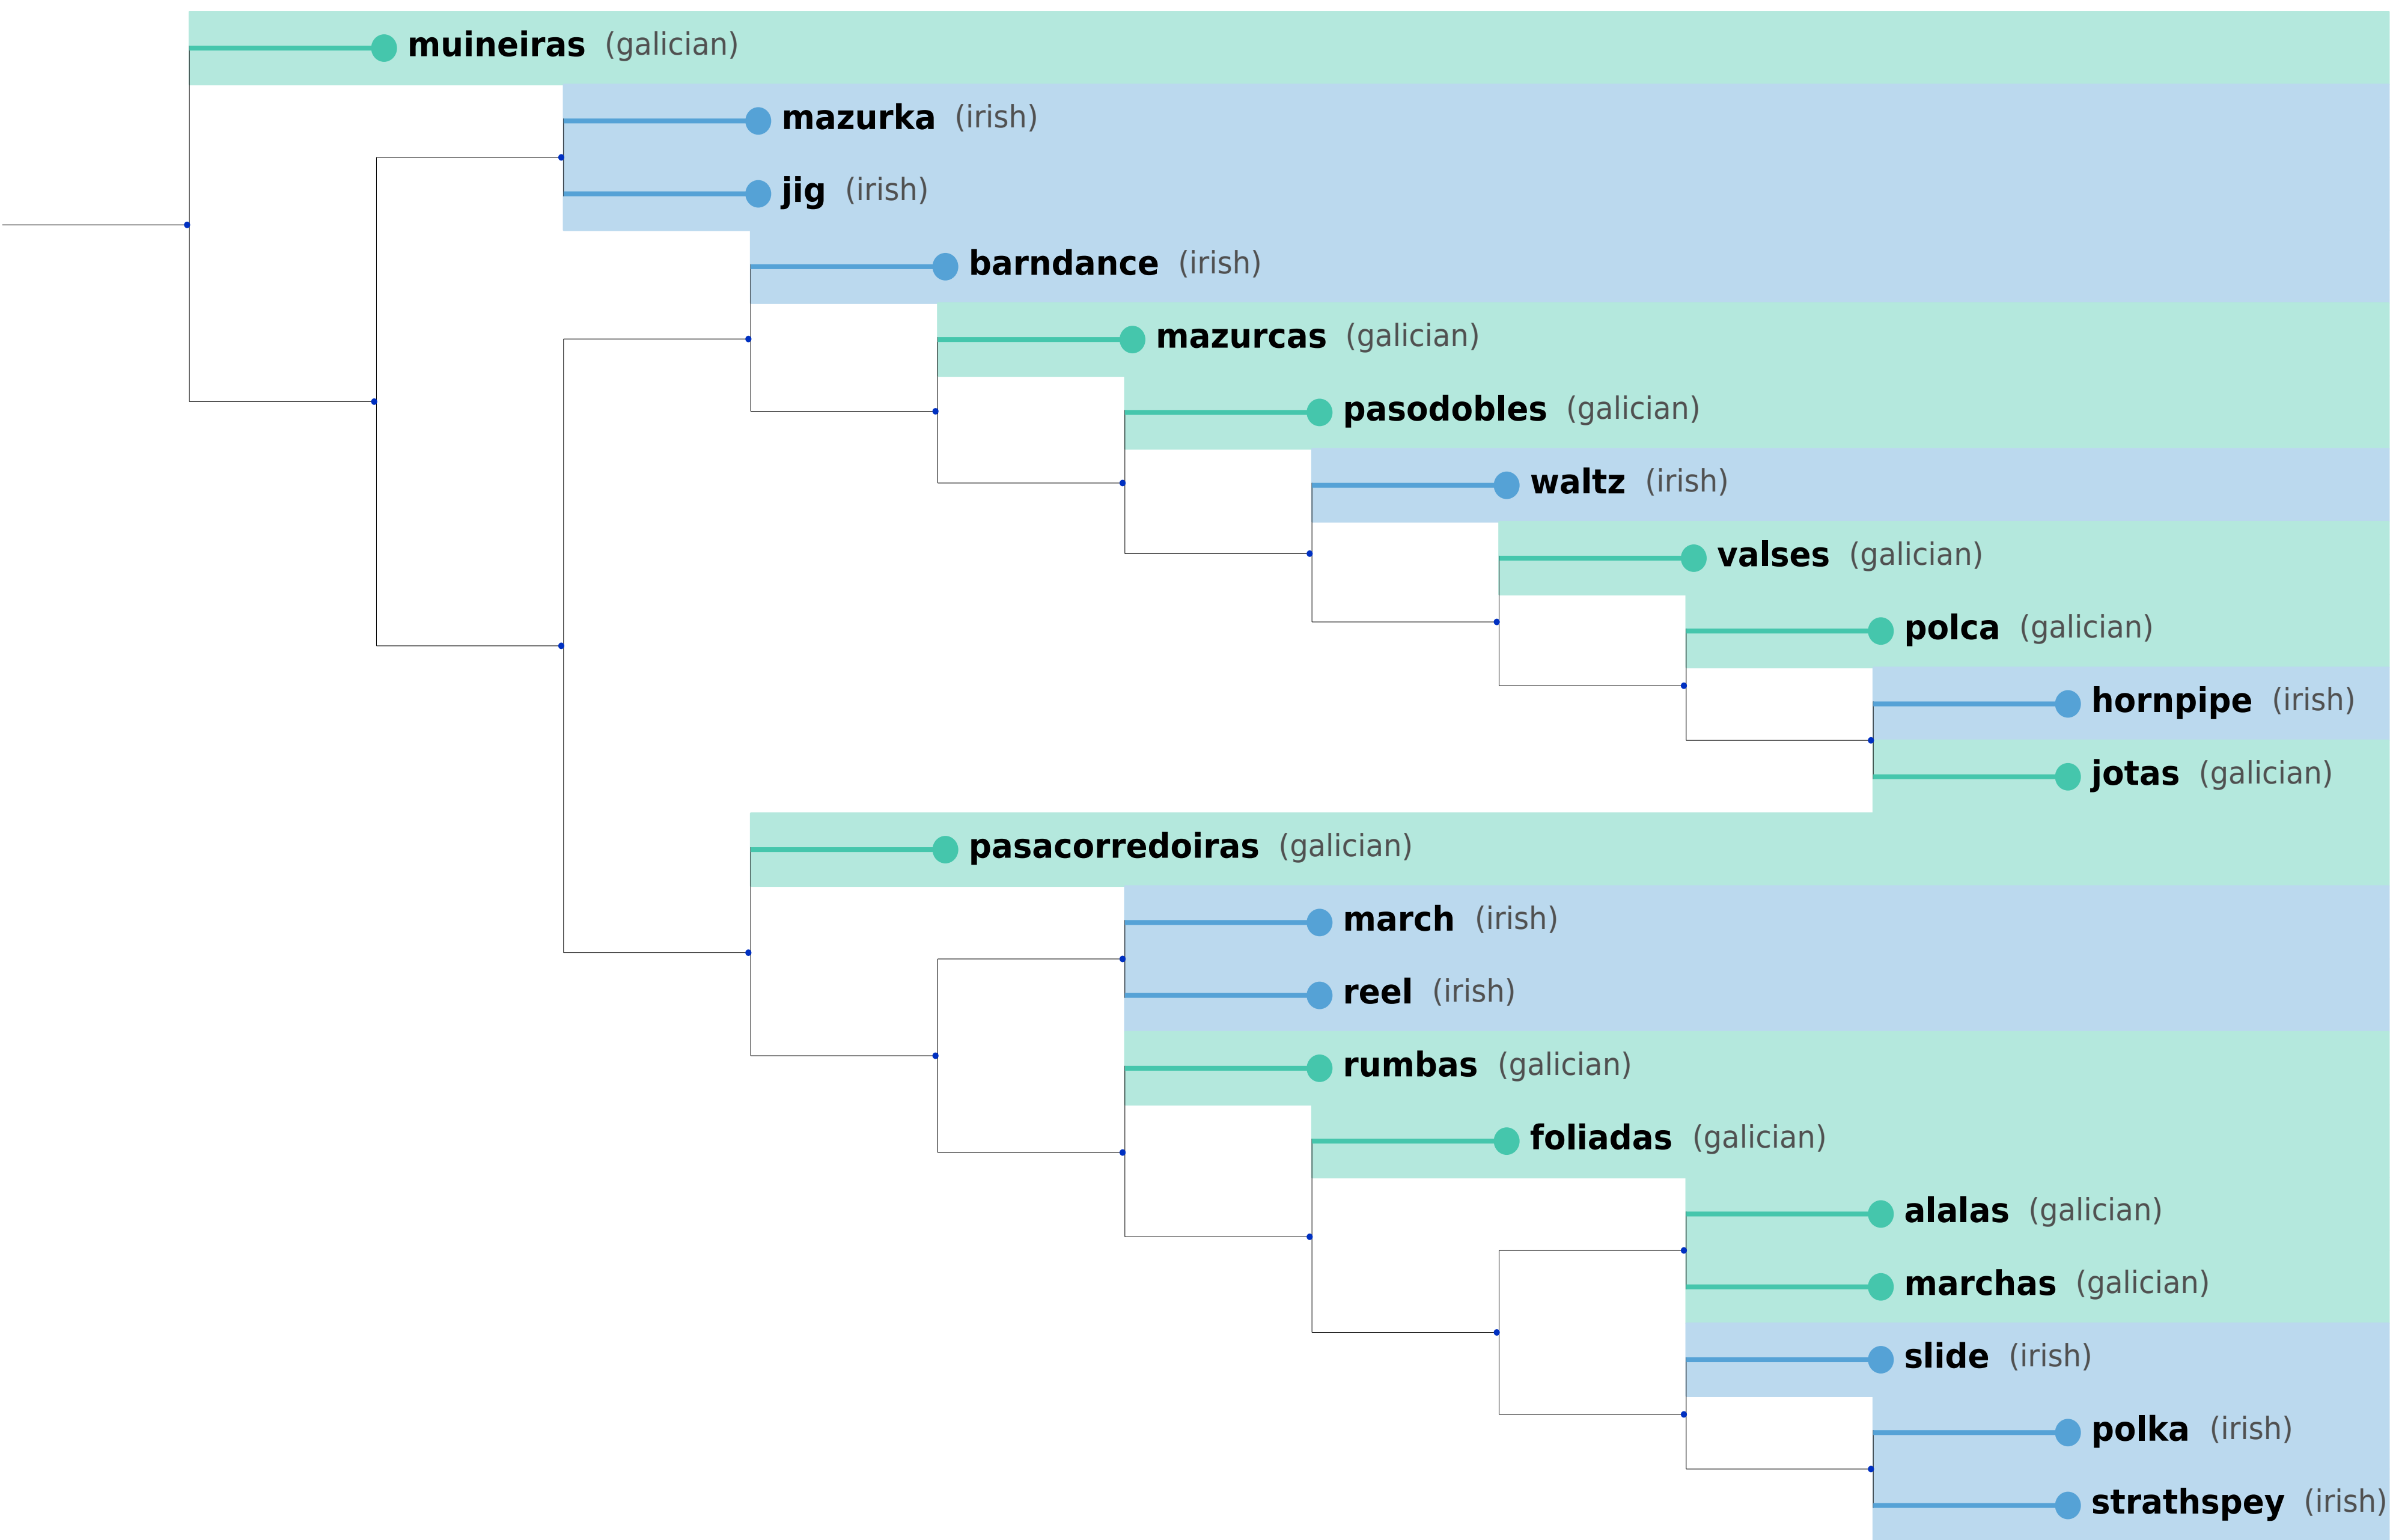 muineiras (galician)
mazurka (irish)
jig (irish)
barndance (irish)
mazurcas (galician)
pasodobles (galician)
waltz (irish)
valses (galician)
polca (galician)
hornpipe (irish)
jotas (galician)
pasacorredoiras (galician)
march (irish)
reel (irish)
rumbas (galician)
foliadas (galician)
alalas (galician)
marchas (galician)
slide (irish)
polka (irish)
strathspey (irish)